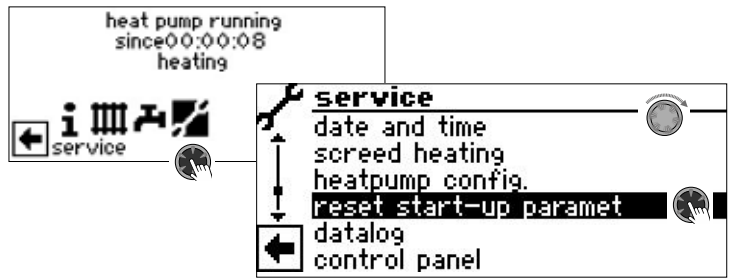 heat pump running
since00:00:08
heating
service
service
date and time
screed heating
heatpump config.
reset start-up paramet
datalog
control panel